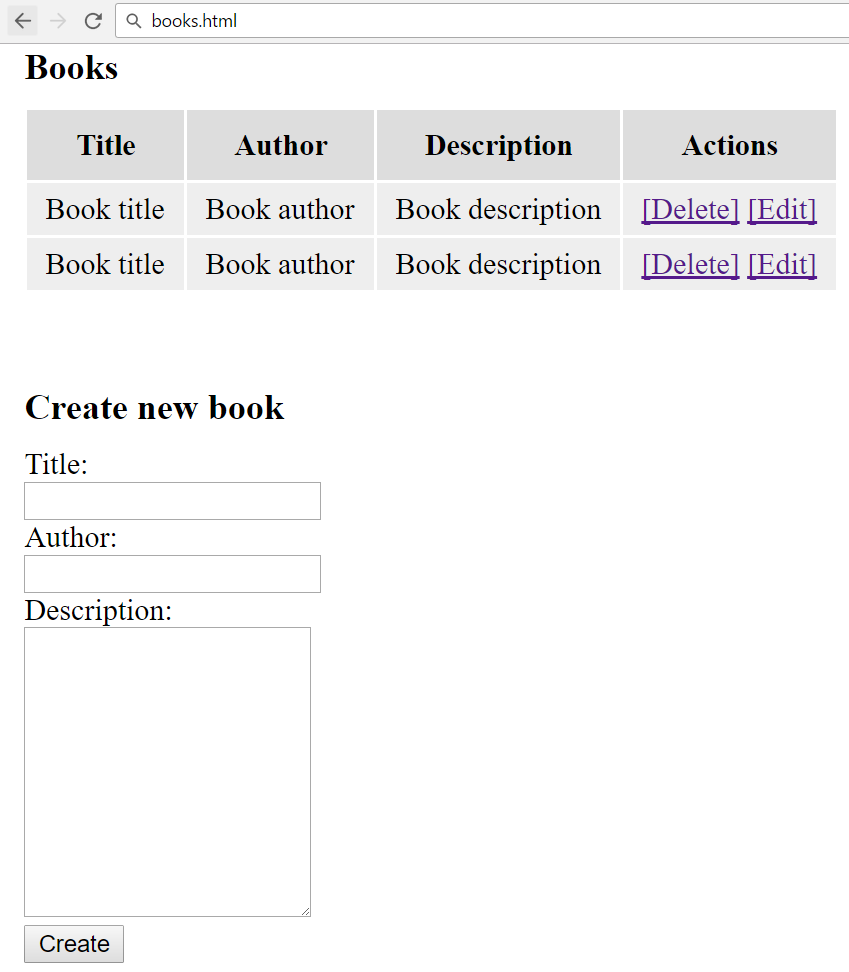 books.html
Books
Title Author Description Actions
Book title Book author Book description [Delete] [Edit]
Book title Book author Book description [Delete] [Edit]
Create new book
Title:
Author:
Description:
Create